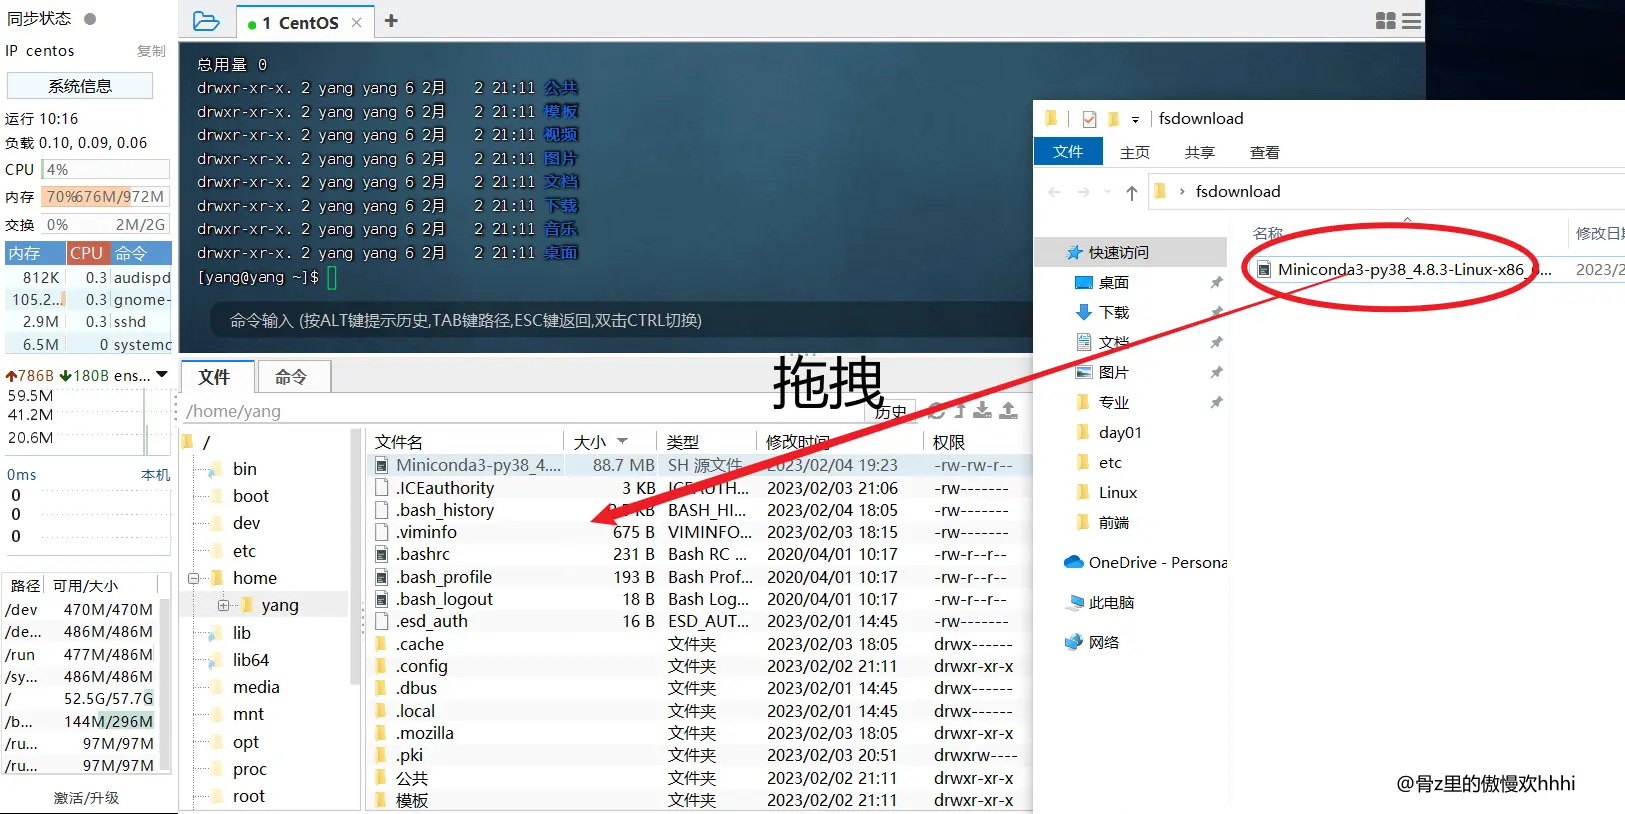 同步状态
IP centos 复制
系统信息
运行 10:16
负载 0.10, 0.09, 0.06
CPU 4%
内存 70% 676M/972M
交换 0% 2M/2G
内存 CPU 命令
812K 0.3 audispd
105.2... 0.3 gnome-
2.9M 0.3 sshd
6.5M 0 systemc
786B 180B ens...
59.5M
41.2M
20.6M
0ms 本机
0
0
0
路径 可用/大小
/dev 470M/470M
/de... 486M/486M
/run 477M/486M
/sy... 486M/486M
/ 52.5G/57.7G
/b... 144M/296M
/ru... 97M/97M
/ru... 97M/97M
激活/升级
1 CentOS
总用量 0
drwxr-xr-x. 2 yang yang 6 2月 2 21:11 公共
drwxr-xr-x. 2 yang yang 6 2月 2 21:11 模板
drwxr-xr-x. 2 yang yang 6 2月 2 21:11 视频
drwxr-xr-x. 2 yang yang 6 2月 2 21:11 图片
drwxr-xr-x. 2 yang yang 6 2月 2 21:11 文档
drwxr-xr-x. 2 yang yang 6 2月 2 21:11 下载
drwxr-xr-x. 2 yang yang 6 2月 2 21:11 音乐
drwxr-xr-x. 2 yang yang 6 2月 2 21:11 桌面
[yang@yang ~]$
命令输入 (按ALT键提示历史,TAB键路径,ESC键返回,双击CTRL切换)
文件 命令
拖拽
/home/yang 历史
/
bin
boot
dev
etc
home
yang
lib
lib64
media
mnt
opt
proc
root
文件名 大小 类型 修改时间 权限
Miniconda3-py38_4.... 88.7 MB SH 源文件 2023/02/04 19:23 -rw-rw-r--
.ICEauthority 3 KB ICEAUTH... 2023/02/03 21:06 -rw-------
.bash_history KB BASH_HI... 2023/02/04 18:05 -rw-------
.viminfo 675 B VIMINFO... 2023/02/03 18:15 -rw-------
.bashrc 231 B Bash RC ... 2020/04/01 10:17 -rw-r--r--
.bash_profile 193 B Bash Prof... 2020/04/01 10:17 -rw-r--r--
.bash_logout 18 B Bash Log... 2020/04/01 10:17 -rw-r--r--
.esd_auth 16 B ESD_AUT... 2023/02/01 14:45 -rw-------
.cache 文件夹 2023/02/03 18:05 drwx------
.config 文件夹 2023/02/02 21:11 drwxr-xr-x
.dbus 文件夹 2023/02/01 14:45 drwx------
.local 文件夹 2023/02/01 14:45 drwx------
.mozilla 文件夹 2023/02/03 18:05 drwxr-xr-x
.pki 文件夹 2023/02/03 20:51 drwxrw----
公共 文件夹 2023/02/02 21:11 drwxr-xr-x
模板 文件夹 2023/02/02 21:11 drwxr-xr-x
fsdownload
文件 主页 共享 查看
fsdownload
名称 修改日
快速访问
桌面
下载
文档
图片
专业
day01
etc
Linux
前端
OneDrive - Persona
此电脑
网络
Miniconda3-py38_4.8.3-Linux-x86_6... 2023/2
@骨z里的傲慢欢hhhi